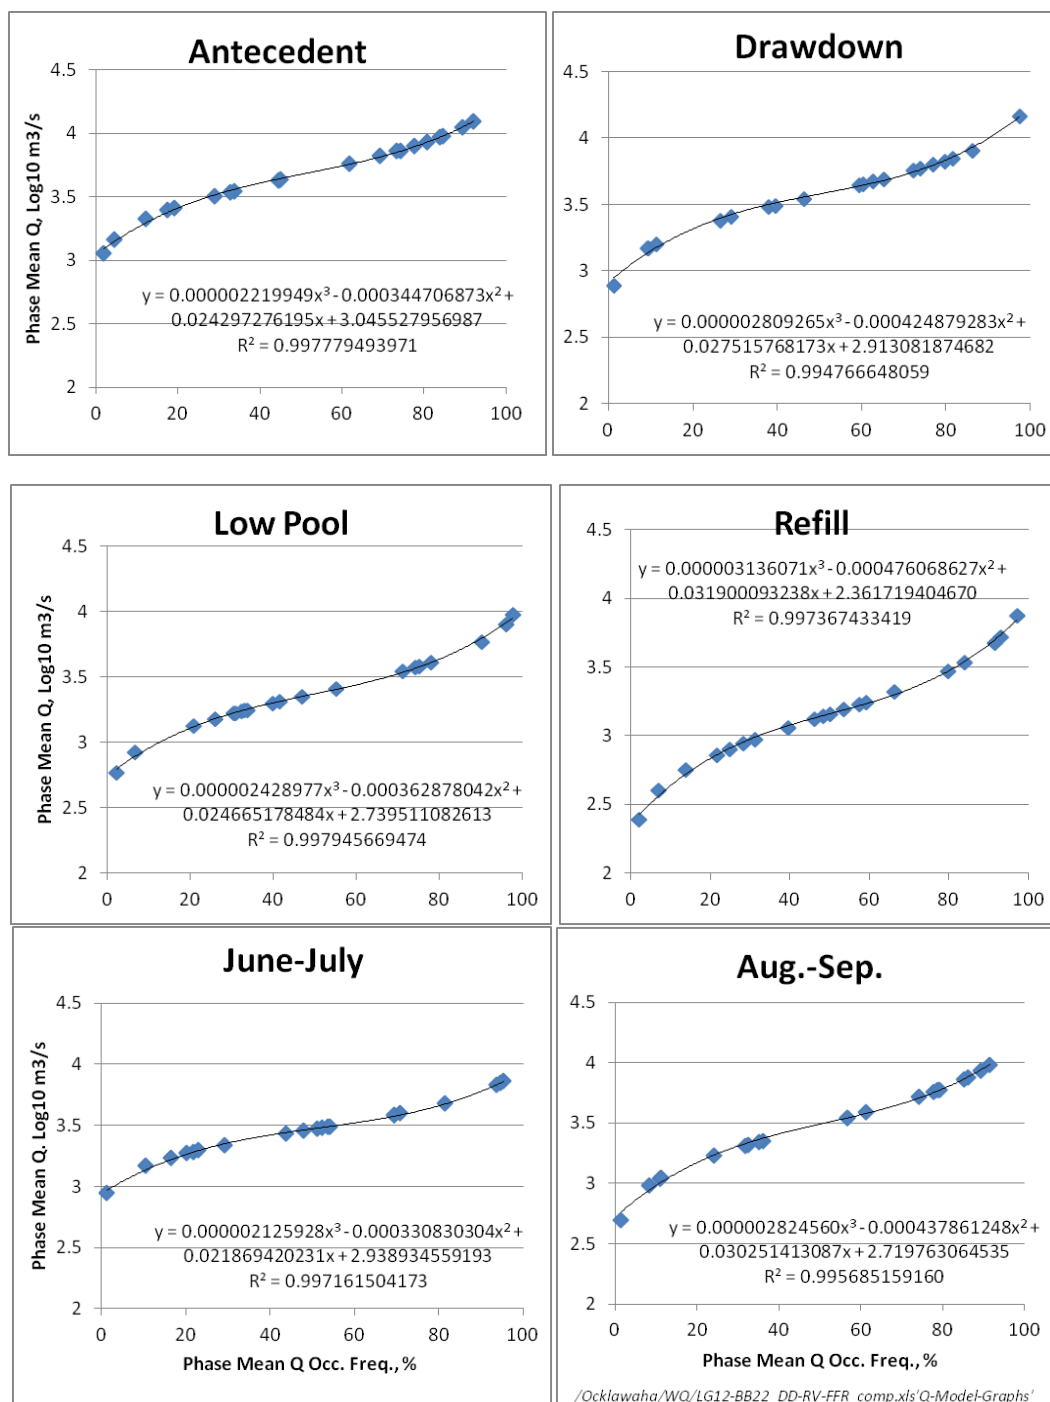 Antecedent
4.5
4
3.5
3
2.5
2
0 20 40 60 80 100
Phase Mean Q, Log10 m3/s
y = 0.000002219949x³ - 0.000344706873x² +
0.024297276195x + 3.045527956987
R² = 0.997779493971
Drawdown
4.5
4
3.5
3
2.5
2
0 20 40 60 80 100
y = 0.000002809265x³ - 0.000424879283x² +
0.027515768173x + 2.913081874682
R² = 0.994766648059
Low Pool
4.5
4
3.5
3
2.5
2
0 20 40 60 80 100
Phase Mean Q, Log10 m3/s
y = 0.000002428977x³ - 0.000362878042x² +
0.024665178484x + 2.739511082613
R² = 0.997945669474
Refill
4.5
4
3.5
3
2.5
2
0 20 40 60 80 100
y = 0.000003136071x³ - 0.000476068627x² +
0.031900093238x + 2.361719404670
R² = 0.997367433419
June-July
4.5
4
3.5
3
2.5
2
0 20 40 60 80 100
Phase Mean Q. Log10 m3/s
Phase Mean Q Occ. Freq., %
y = 0.000002125928x³ - 0.000330830304x² +
0.021869420231x + 2.938934559193
R² = 0.997161504173
Aug.-Sep.
4.5
4
3.5
3
2.5
2
0 20 40 60 80 100
Phase Mean Q Occ. Freq., %
y = 0.000002824560x³ - 0.000437861248x² +
0.030251413087x + 2.719763064535
R² = 0.995685159160
/Ocklawaha/WQ/LG12-BB22_DD-RV-FFR_comp.xls'Q-Model-Graphs'